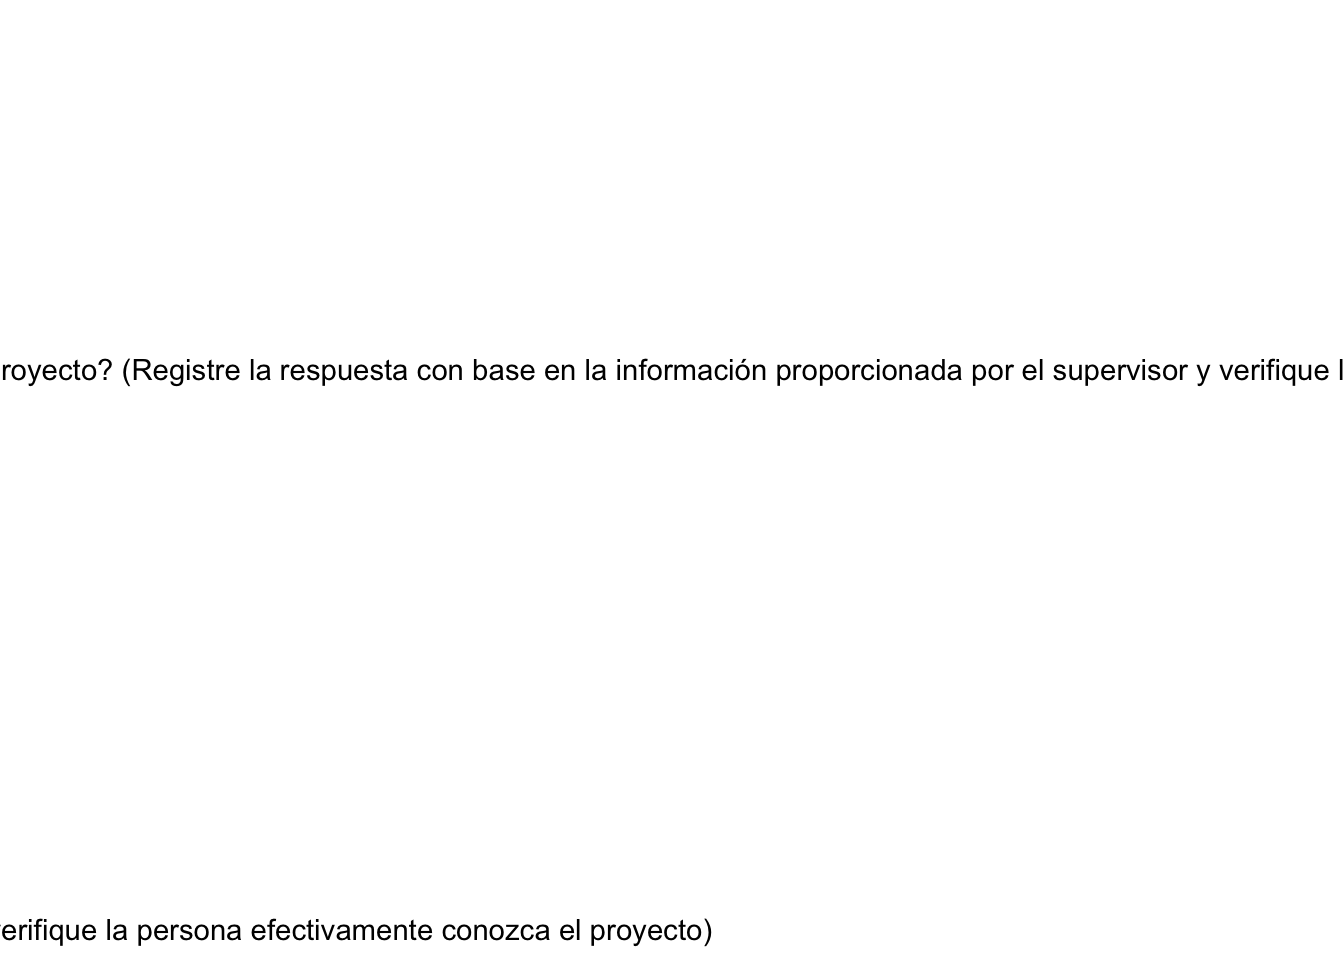 royecto? (Registre la respuesta con base en la información proporcionada por el supervisor y verifique l
erifique la persona efectivamente conozca el proyecto)